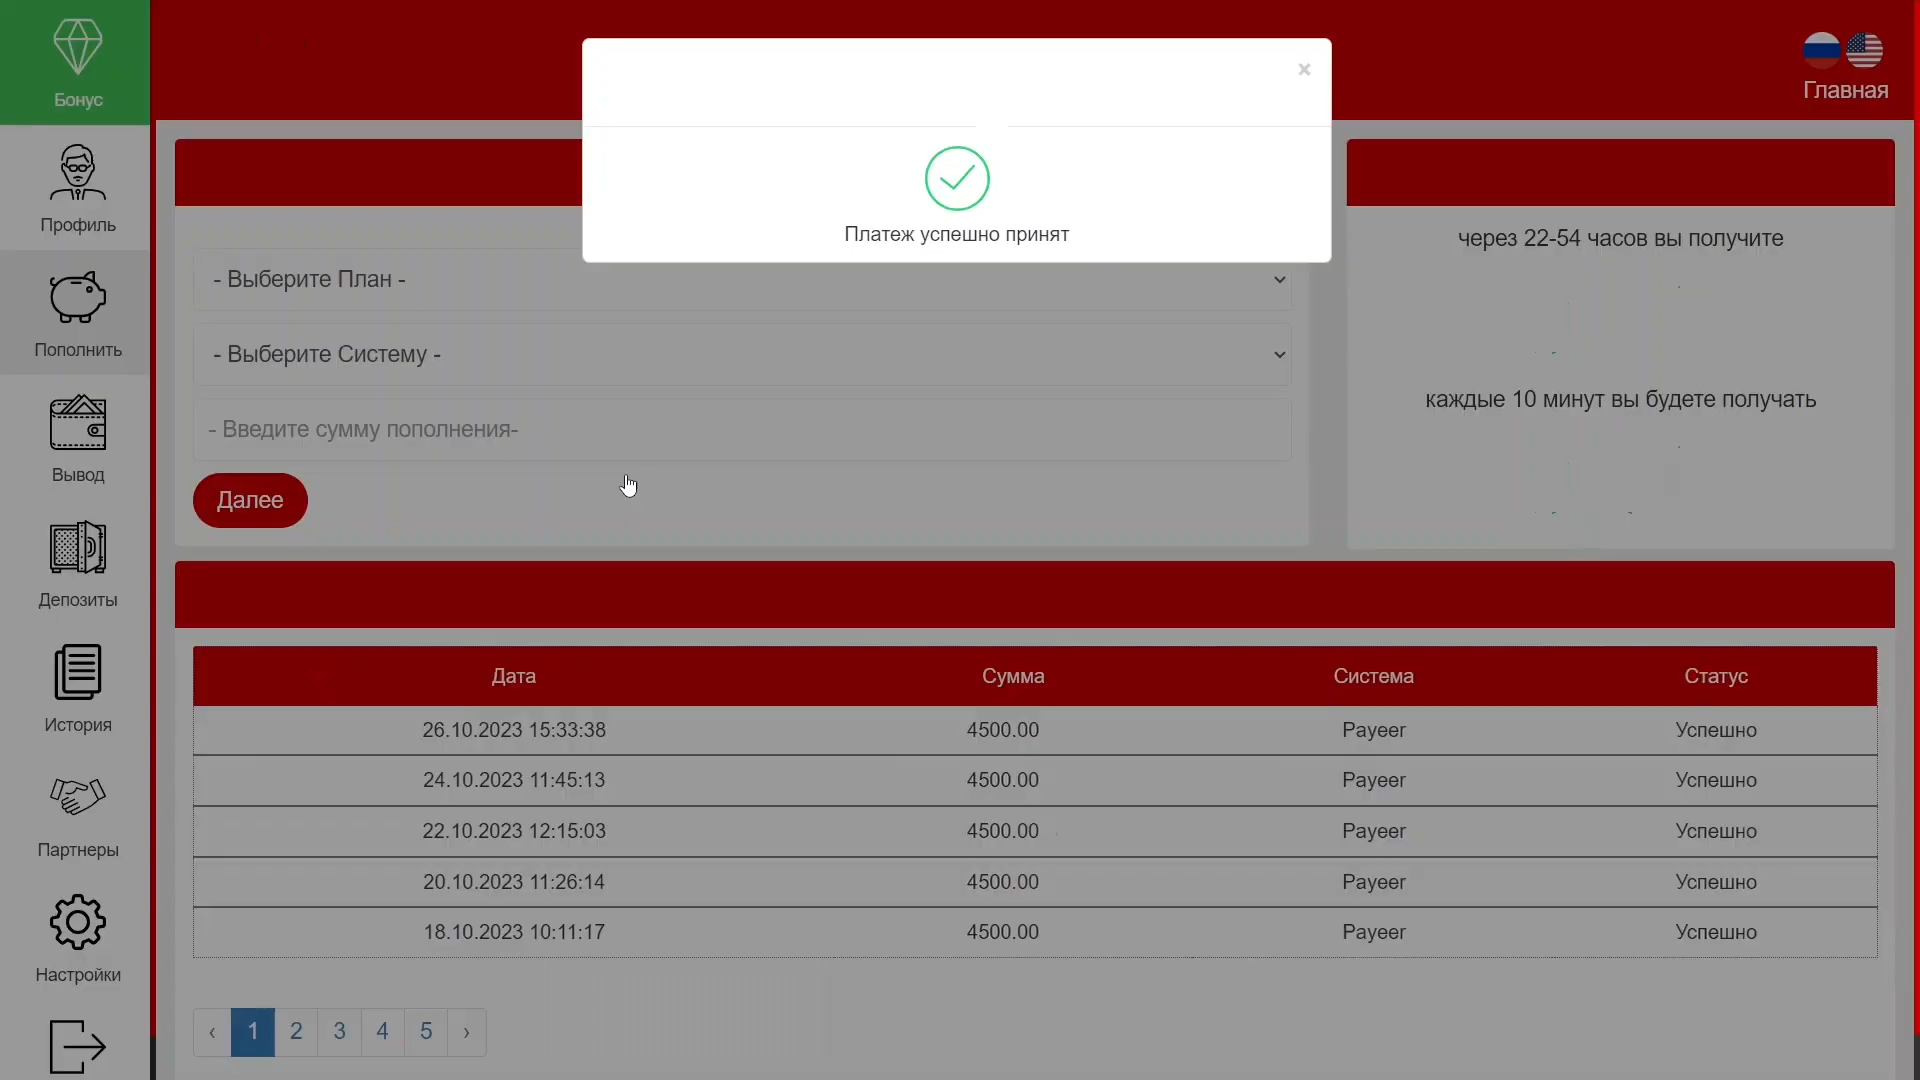 Бонус
Главная
Профиль
Пополнить
Вывод
Депозиты
История
Партнеры
Настройки
×
Платеж успешно принят
- Выберите План -
- Выберите Систему -
- Введите сумму пополнения-
Далее
через 22-54 часов вы получите
каждые 10 минут вы будете получать
Дата Сумма Система Статус
26.10.2023 15:33:38 4500.00 Payeer Успешно
24.10.2023 11:45:13 4500.00 Payeer Успешно
22.10.2023 12:15:03 4500.00 Payeer Успешно
20.10.2023 11:26:14 4500.00 Payeer Успешно
18.10.2023 10:11:17 4500.00 Payeer Успешно
‹ 1 2 3 4 5 ›